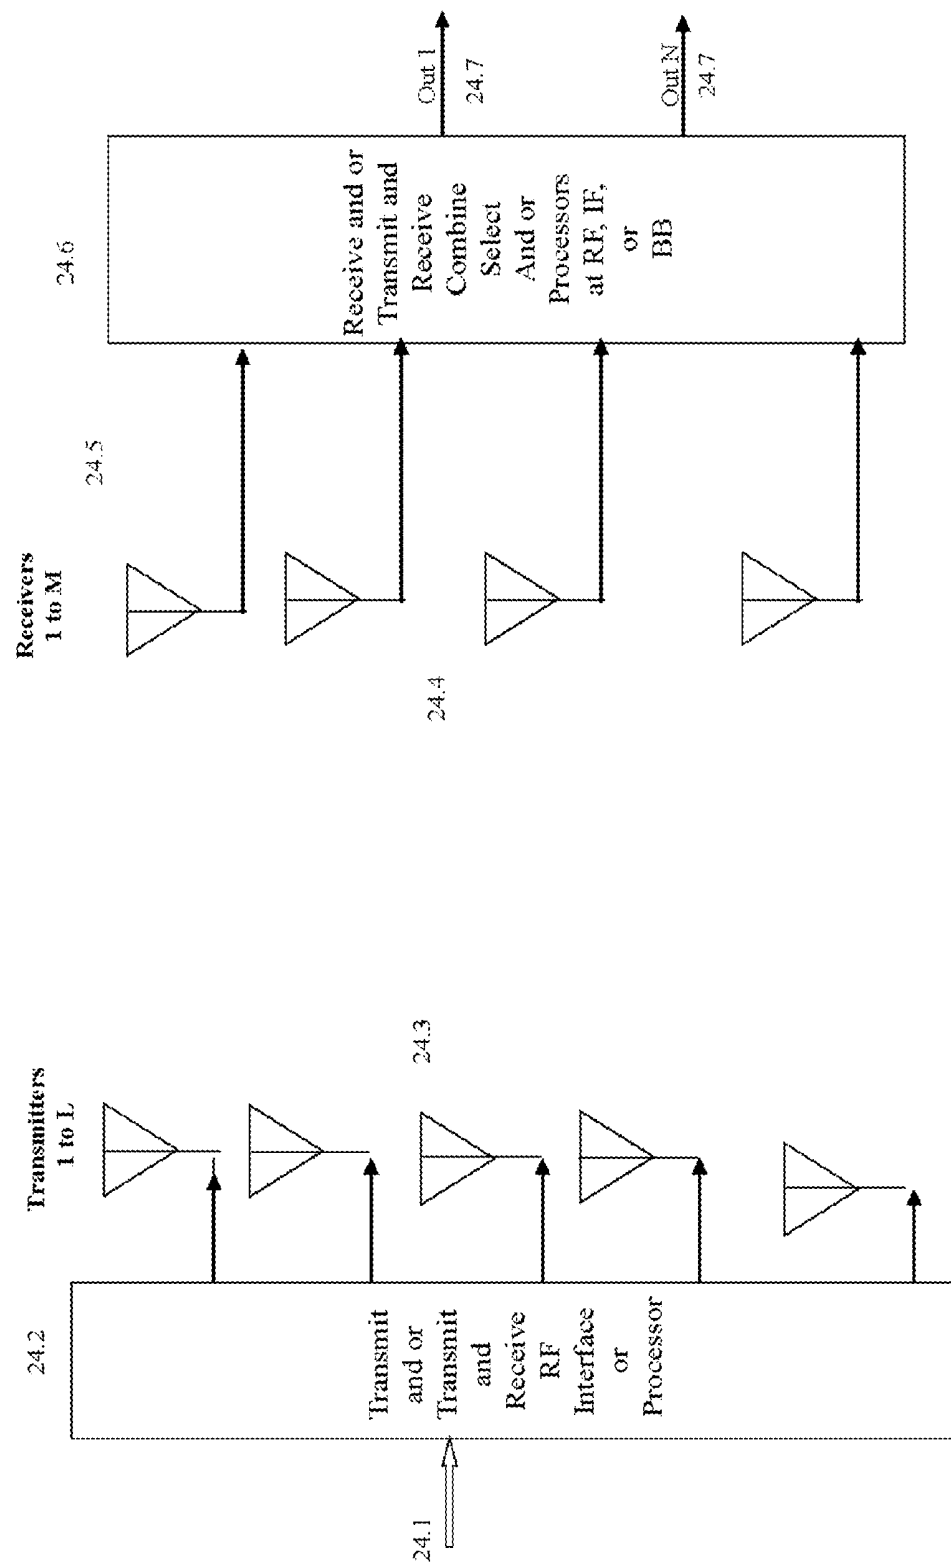 Transmitters
1 to L
Receivers
1 to M
24.1
24.2
Transmit
and or
Transmit
and
Receive
RF
Interface
or
Processor
24.3
24.4
24.5
24.6
Receive and or
Transmit and
Receive
Combine
Select
And or
Processors
at RF, IF,
or
BB
Out 1
24.7
Out N
24.7